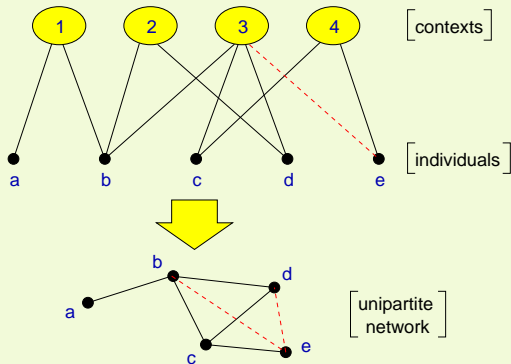 1 2 3 4 contexts
a b c d e individuals
b
d
a
c
e
unipartite
network